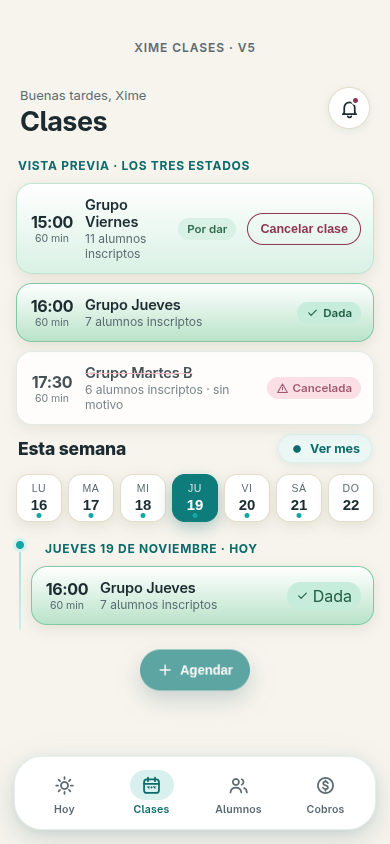 XIME CLASES · V5
Buenas tardes, Xime
Clases
VISTA PREVIA · LOS TRES ESTADOS
15:00
60 min
Grupo
Viernes
11 alumnos
inscriptos
Por dar
Cancelar clase
16:00
60 min
Grupo Jueves
7 alumnos inscriptos
Dada
17:30
60 min
Grupo Martes B
6 alumnos inscriptos · sin
motivo
Cancelada
Esta semana
Ver mes
LU MA MI JU VI SÁ DO
16 17 18 19 20 21 22
JUEVES 19 DE NOVIEMBRE · HOY
16:00
60 min
Grupo Jueves
7 alumnos inscriptos
Dada
Agendar
Hoy Clases Alumnos Cobros